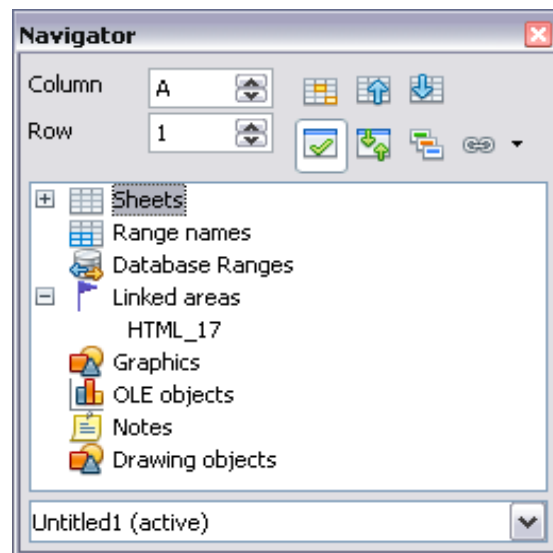 Navigator
Column A
Row 1
Sheets
Range names
Database Ranges
Linked areas
HTML_17
Graphics
OLE objects
Notes
Drawing objects
Untitled1 (active)